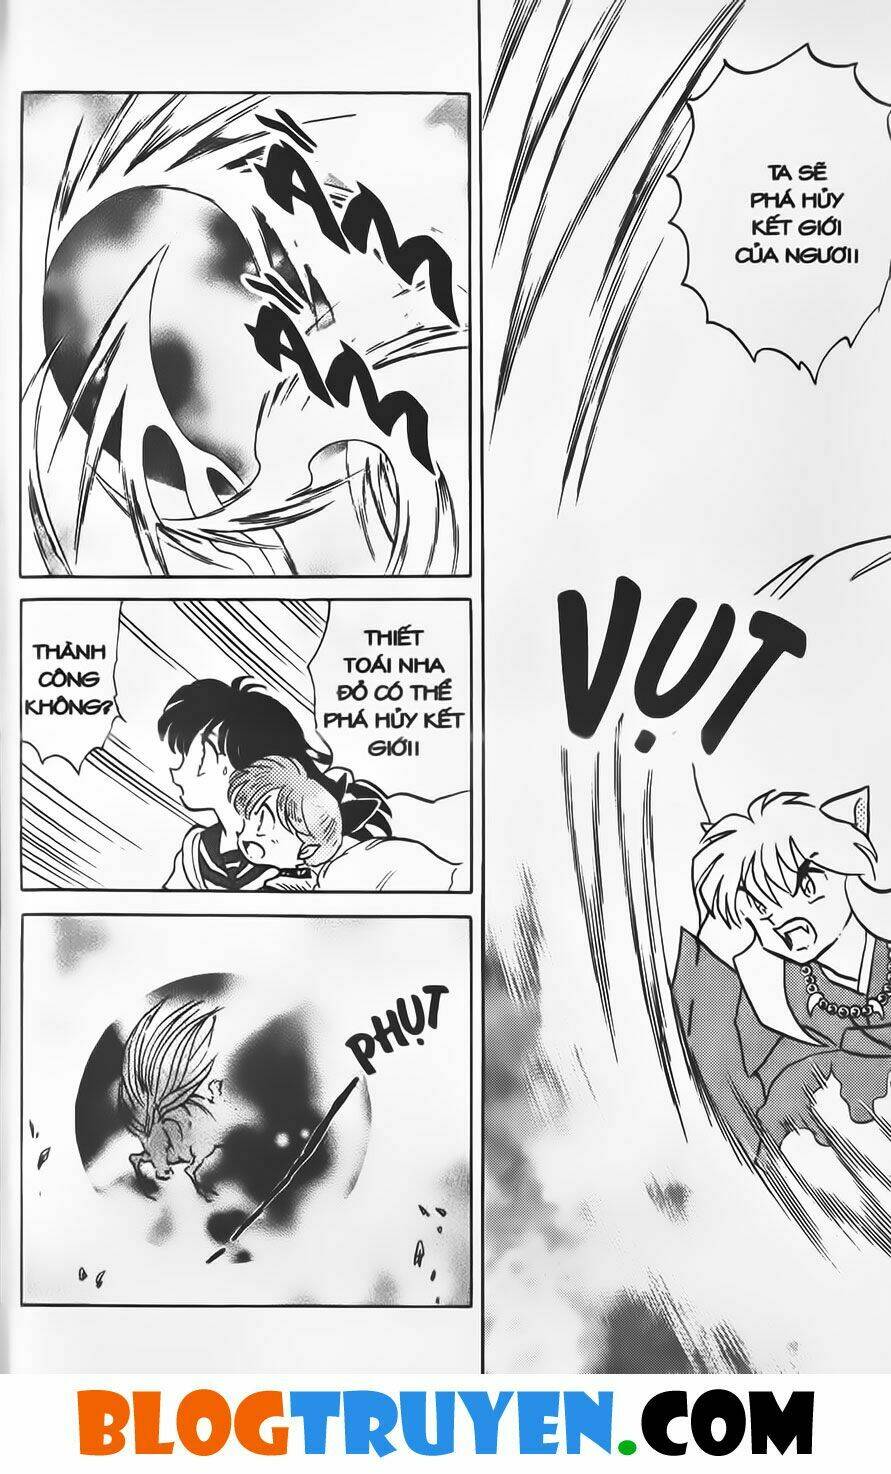 TA SẼ
PHÁ HỦY
KẾT GIỚI
CỦA NGƯƠI!
VỤT
ẦM
ẦM
THIẾT
TOÁI NHA
ĐỎ CÓ THỂ
PHÁ HỦY KẾT
GIỚI!
THÀNH
CÔNG
KHÔNG?
PHỤT
BLOGTRUYEN.COM